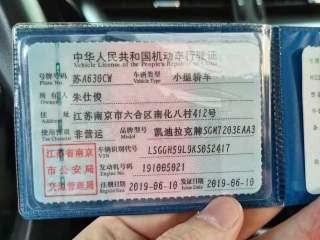 中华人民共和国机动车行驶证
Vehicle License of the People's Republic of China
号牌号码 Plate No. 苏A630CW 车辆类型 Vehicle Type 小型轿车
所有人 Owner 朱仕俊
住址 Address 江苏南京市六合区南化八村412号
使用性质 Use Character 非营运 品牌型号 Model 凯迪拉克牌SGM7203EAA3
江苏省南京市公安局交通管理局
车辆识别代号 VIN LSGGH59L9KS052417
发动机号码 Engine No. 191005021
注册日期 Register Date 2019-06-10 发证日期 Issue Date 2019-06-10